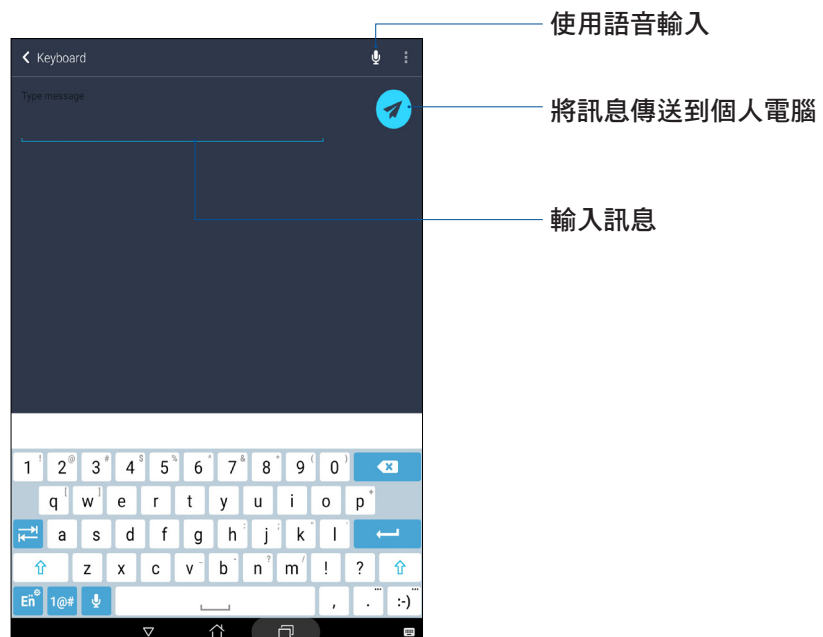 使用語音輸入
Keyboard
Type message
將訊息傳送到個人電腦
輸入訊息
1 ! 2 @ 3 # 4 $ 5 % 6 ^ 7 & 8 * 9 ( 0 )
q [ w ] e r t y u i o p +
a s d f g h : j ; k " l '
z x c v - b - n ? m / ! ?
En 1@# , . ... :-) ...